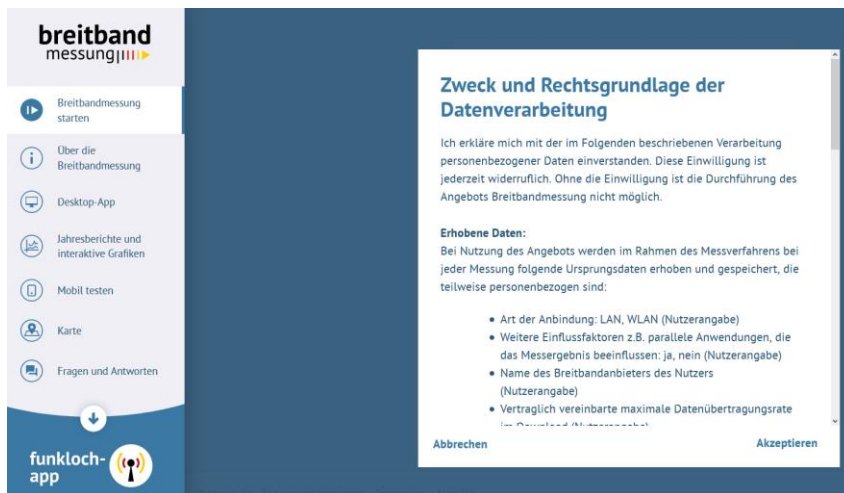 breitband
messung
Breitbandmessung
starten
Über die
Breitbandmessung
Desktop-App
Jahresberichte und
interaktive Grafiken
Mobil testen
Karte
Fragen und Antworten
funkloch-
app
Zweck und Rechtsgrundlage der
Datenverarbeitung
Ich erkläre mich mit der im Folgenden beschriebenen Verarbeitung
personenbezogener Daten einverstanden. Diese Einwilligung ist
jederzeit widerruflich. Ohne die Einwilligung ist die Durchführung des
Angebots Breitbandmessung nicht möglich.
Erhobene Daten:
Bei Nutzung des Angebots werden im Rahmen des Messverfahrens bei
jeder Messung folgende Ursprungsdaten erhoben und gespeichert, die
teilweise personenbezogen sind:
• Art der Anbindung: LAN, WLAN (Nutzerangabe)
• Weitere Einflussfaktoren z.B. parallele Anwendungen, die
das Messergebnis beeinflussen: ja, nein (Nutzerangabe)
• Name des Breitbandanbieters des Nutzers
(Nutzerangabe)
• Vertraglich vereinbarte maximale Datenübertragungsrate
im Download (Nutzerangabe)
Abbrechen
Akzeptieren